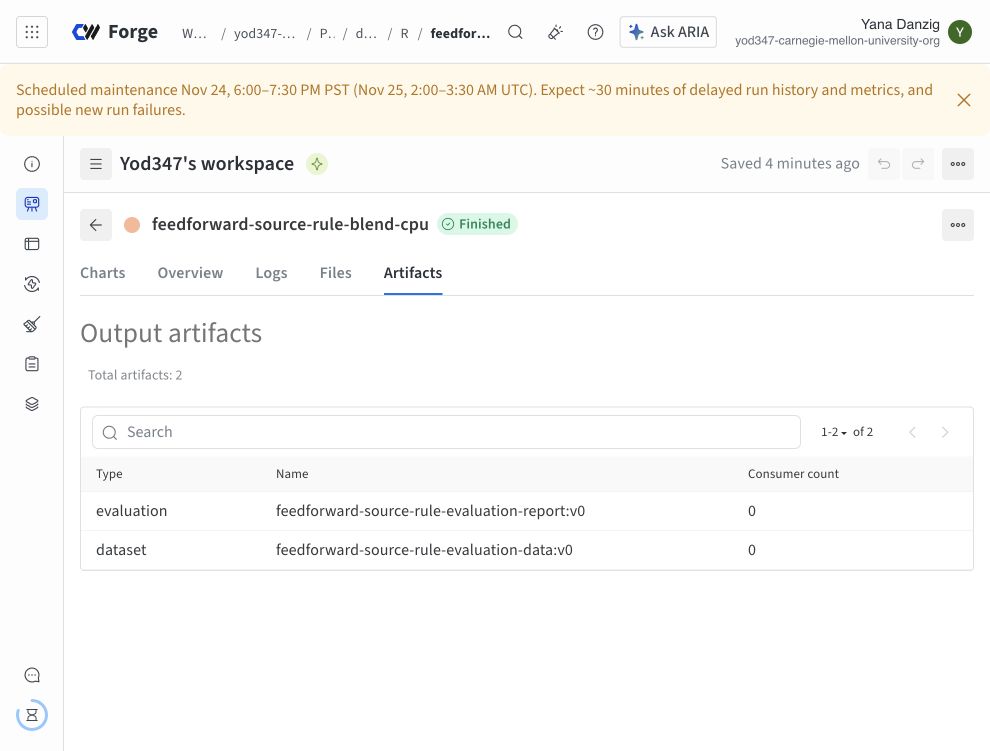 Forge
W... / yod347-... / P.. / d... / R / feedfor...
Ask ARIA
Yana Danzig
yod347-carnegie-mellon-university-org
Y
Scheduled maintenance Nov 24, 6:00–7:30 PM PST (Nov 25, 2:00–3:30 AM UTC). Expect ~30 minutes of delayed run history and metrics, and
possible new run failures.
Yod347's workspace
Saved 4 minutes ago
feedforward-source-rule-blend-cpu
Finished
Charts Overview Logs Files Artifacts
Output artifacts
Total artifacts: 2
Search
1-2 of 2
Type Name Consumer count
evaluation feedforward-source-rule-evaluation-report:v0 0
dataset feedforward-source-rule-evaluation-data:v0 0